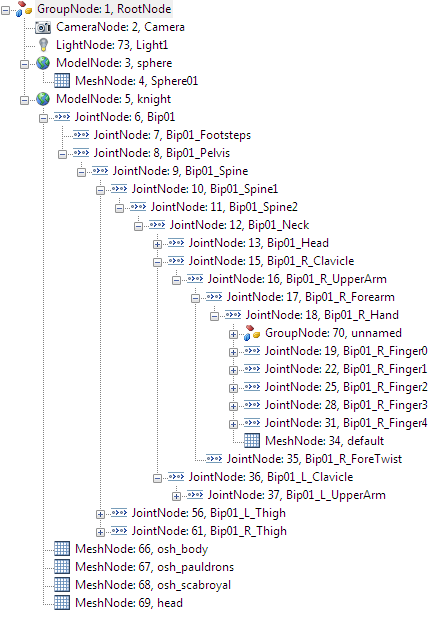 GroupNode: 1, RootNode
CameraNode: 2, Camera
LightNode: 73, Light1
ModelNode: 3, sphere
MeshNode: 4, Sphere01
ModelNode: 5, knight
JointNode: 6, Bip01
JointNode: 7, Bip01_Footsteps
JointNode: 8, Bip01_Pelvis
JointNode: 9, Bip01_Spine
JointNode: 10, Bip01_Spine1
JointNode: 11, Bip01_Spine2
JointNode: 12, Bip01_Neck
JointNode: 13, Bip01_Head
JointNode: 15, Bip01_R_Clavicle
JointNode: 16, Bip01_R_UpperArm
JointNode: 17, Bip01_R_Forearm
JointNode: 18, Bip01_R_Hand
GroupNode: 70, unnamed
JointNode: 19, Bip01_R_Finger0
JointNode: 22, Bip01_R_Finger1
JointNode: 25, Bip01_R_Finger2
JointNode: 28, Bip01_R_Finger3
JointNode: 31, Bip01_R_Finger4
MeshNode: 34, default
JointNode: 35, Bip01_R_ForeTwist
JointNode: 36, Bip01_L_Clavicle
JointNode: 37, Bip01_L_UpperArm
JointNode: 56, Bip01_L_Thigh
JointNode: 61, Bip01_R_Thigh
MeshNode: 66, osh_body
MeshNode: 67, osh_pauldrons
MeshNode: 68, osh_scabroyal
MeshNode: 69, head